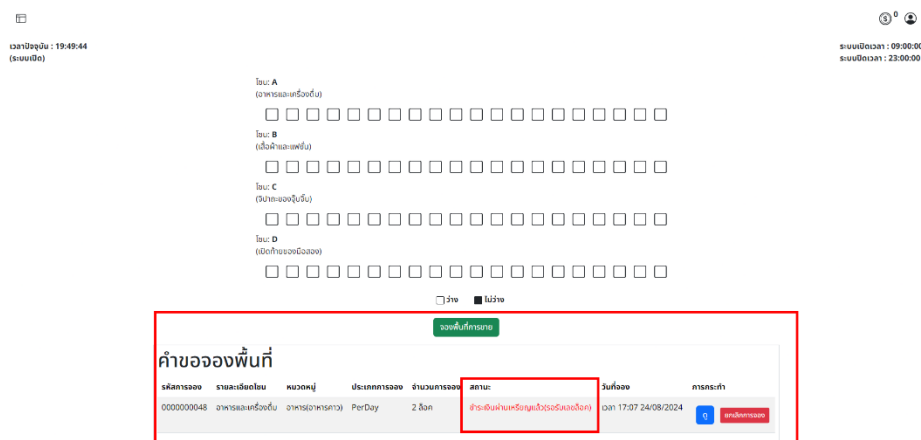 0
เวลาปัจจุบัน : 19:49:44
(ระบบเปิด)
ระบบเปิดเวลา : 09:00:00
ระบบปิดเวลา : 23:00:00
โซน: A
(อาหารและเครื่องดื่ม)
โซน: B
(เสื้อผ้าและแฟชั่น)
โซน: C
(จิปาถะของจุ๊บจิ๊บ)
โซน: D
(เปิดท้ายของมือสอง)
ว่าง ไม่ว่าง
จองพื้นที่การขาย
คำขอจองพื้นที่
รหัสการจอง รายละเอียดโซน หมวดหมู่ ประเภทการจอง จำนวนการจอง สถานะ วันที่จอง การกระทำ
0000000048 อาหารและเครื่องดื่ม อาหาร(อาหารคาว) PerDay 2 ล็อค ชำระเงินผ่านเหรียญแล้ว(รอรับเลขล็อค) เวลา 17:07 24/08/2024 ดู ยกเลิกการจอง